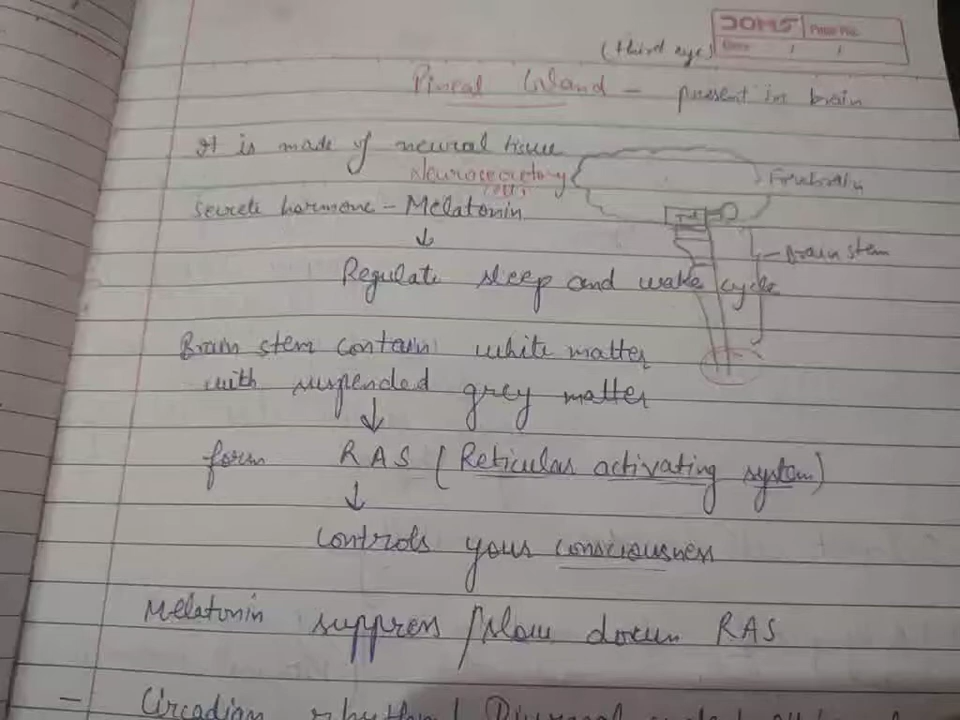 DOMS Page No.
Date / /
(third eye)
Pineal Gland - present in brain
It is made of neural tissue
Neurosecretory
cells
Forebrain
secrete hormone - Melatonin
↓
Brain stem
Regulate sleep and wake cycle
Brain stem contain white matter
with suspended grey matter
↓
form RAS (Reticular activating system)
↓
controls your consciousness
Melatonin suppress / slow down RAS
- Circadian rhythm /